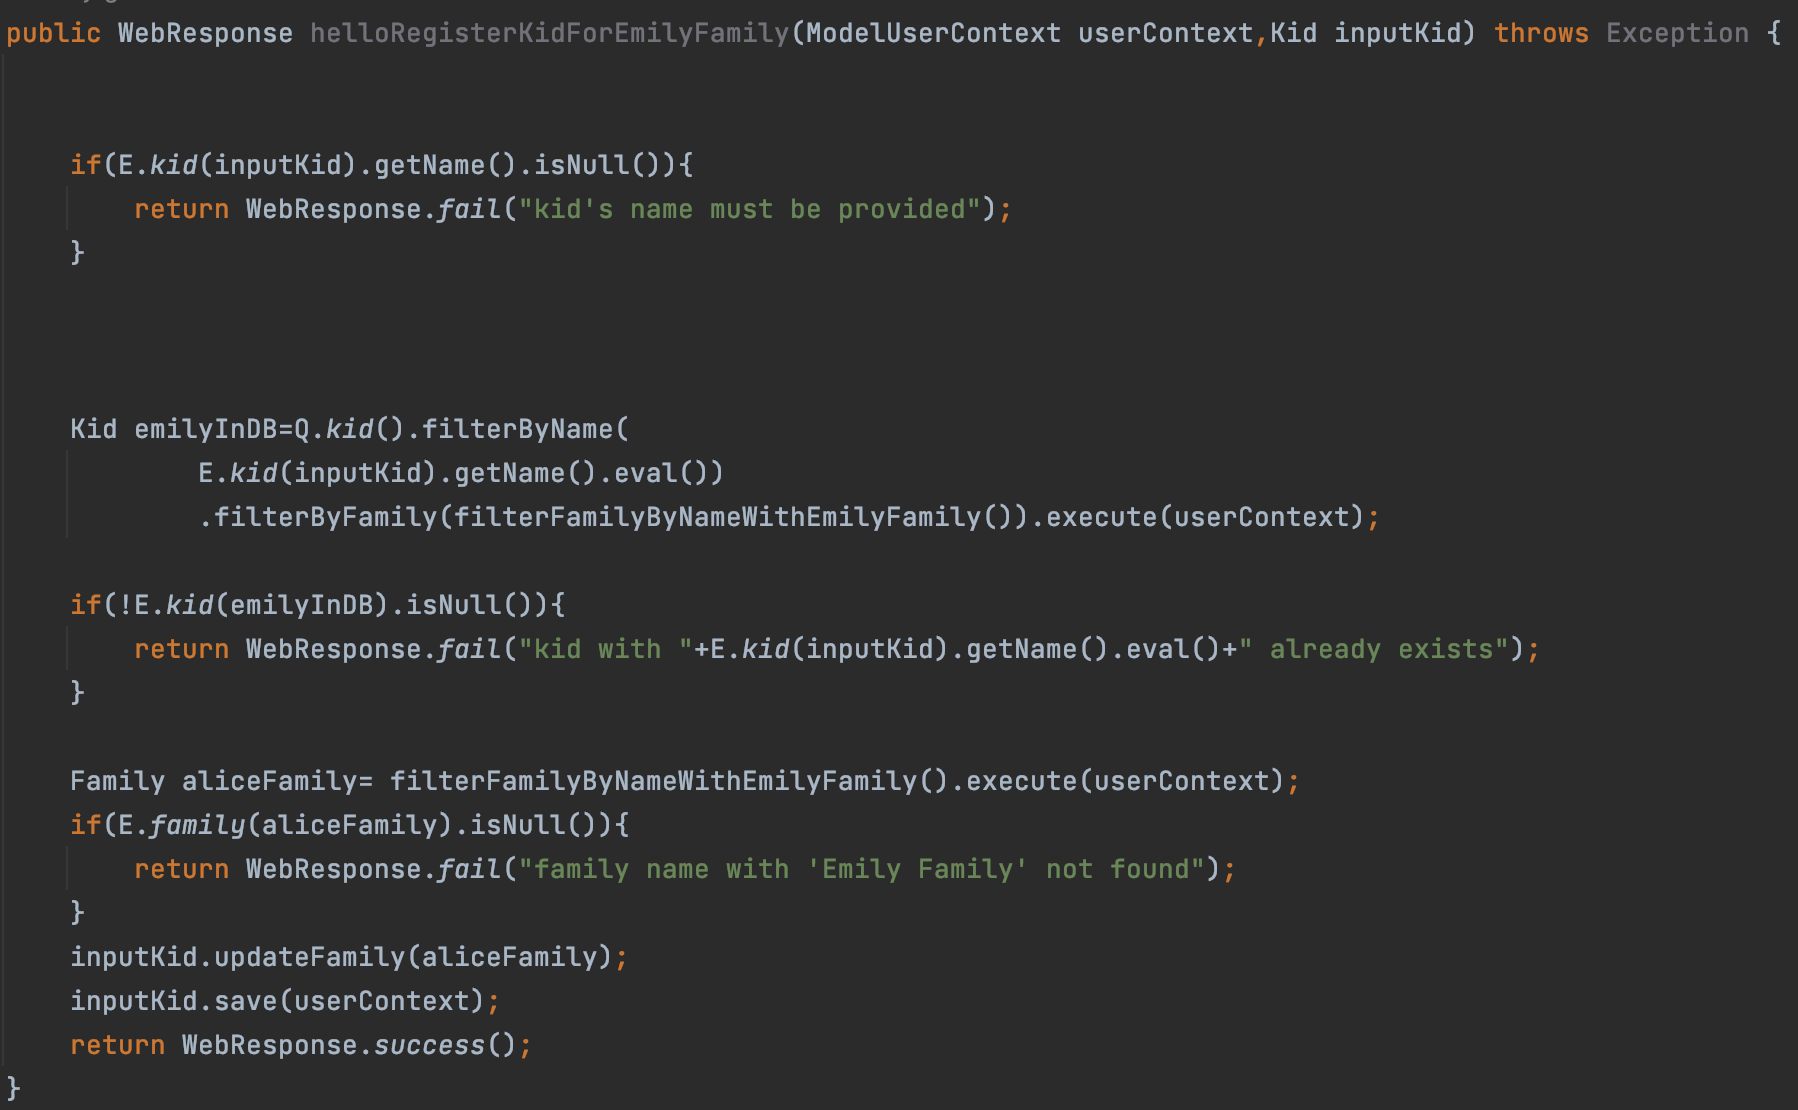 public WebResponse helloRegisterKidForEmilyFamily(ModelUserContext userContext,Kid inputKid) throws Exception {
if(E.kid(inputKid).getName().isNull()){
return WebResponse.fail("kid's name must be provided");
}
Kid emilyInDB=Q.kid().filterByName(
E.kid(inputKid).getName().eval())
.filterByFamily(filterFamilyByNameWithEmilyFamily()).execute(userContext);
if(!E.kid(emilyInDB).isNull()){
return WebResponse.fail("kid with "+E.kid(inputKid).getName().eval()+" already exists");
}
Family aliceFamily= filterFamilyByNameWithEmilyFamily().execute(userContext);
if(E.family(aliceFamily).isNull()){
return WebResponse.fail("family name with 'Emily Family' not found");
}
inputKid.updateFamily(aliceFamily);
inputKid.save(userContext);
return WebResponse.success();
}